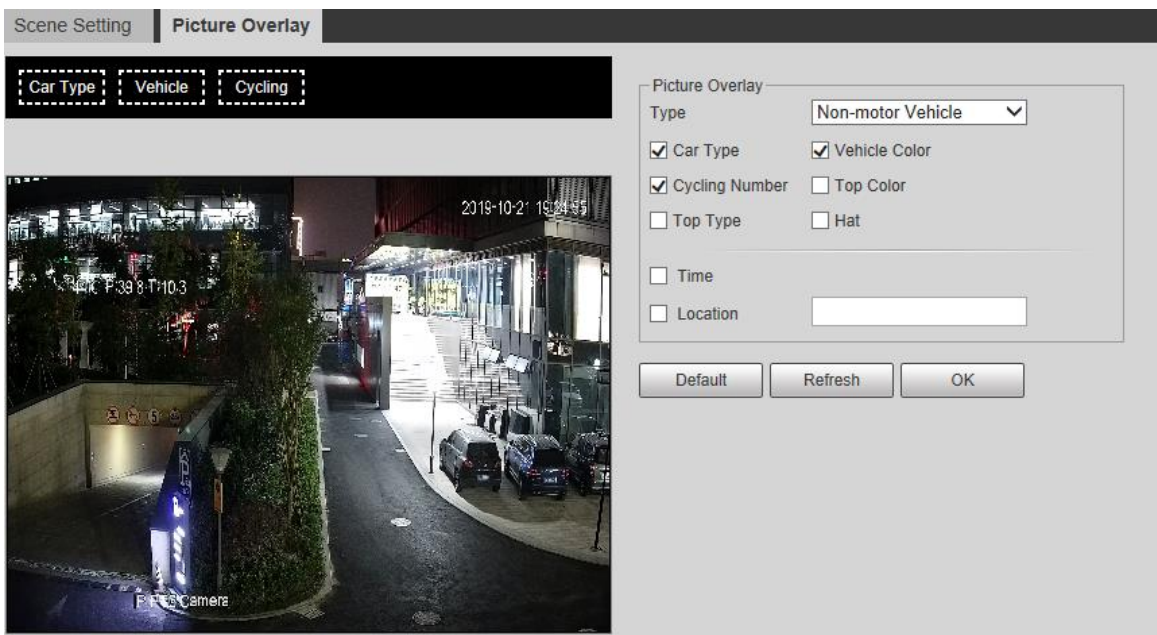 Scene Setting Picture Overlay
Car Type Vehicle Cycling
Picture Overlay
Type Non-motor Vehicle
Car Type Vehicle Color
Cycling Number Top Color
Top Type Hat
Time
Location
Default Refresh OK
2019-10-21
5
Camera